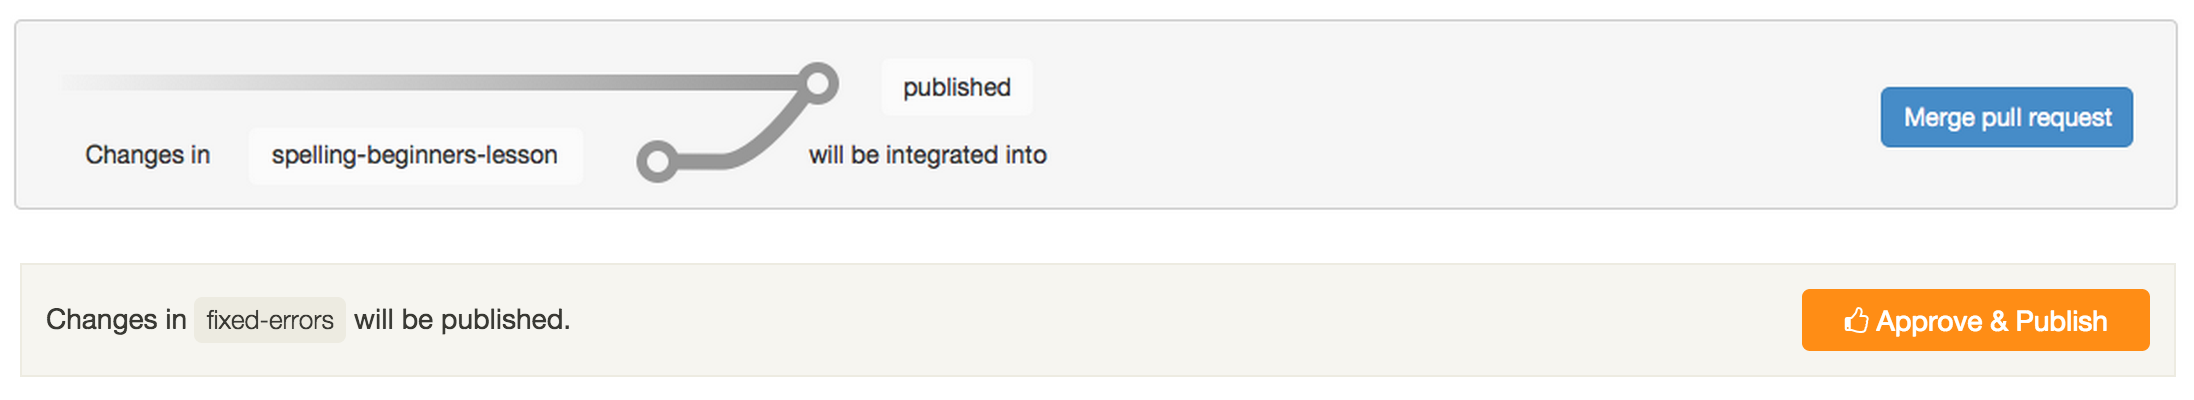 published
Merge pull request
Changes in spelling-beginners-lesson will be integrated into
Changes in fixed-errors will be published.
Approve & Publish